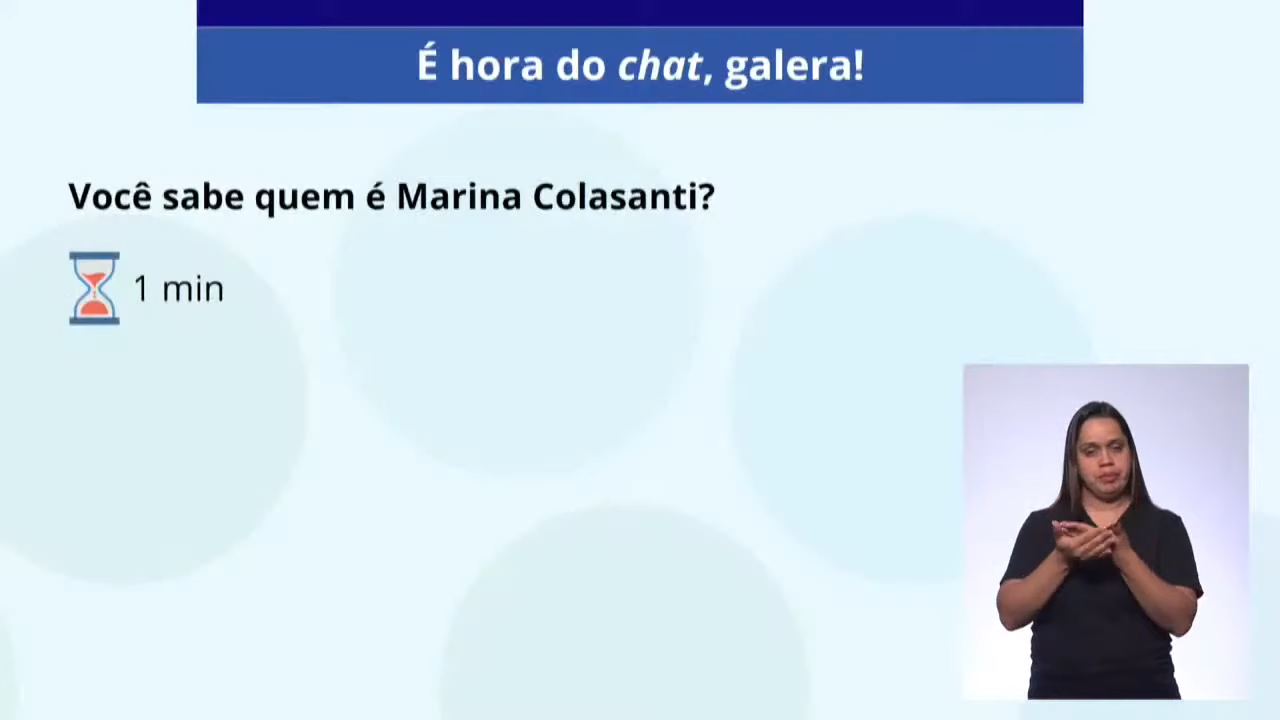 É hora do chat, galera!
Você sabe quem é Marina Colasanti?
1 min